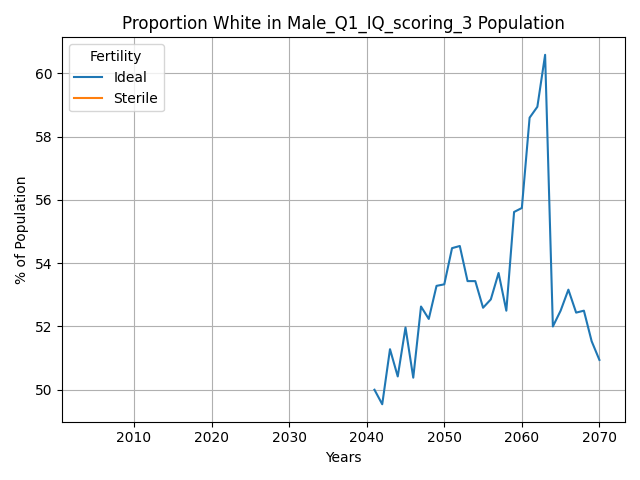 Proportion White in Male_Q1_IQ_scoring_3 Population
Fertility
Ideal
Sterile
% of Population
60
58
56
54
52
50
2010 2020 2030 2040 2050 2060 2070
Years